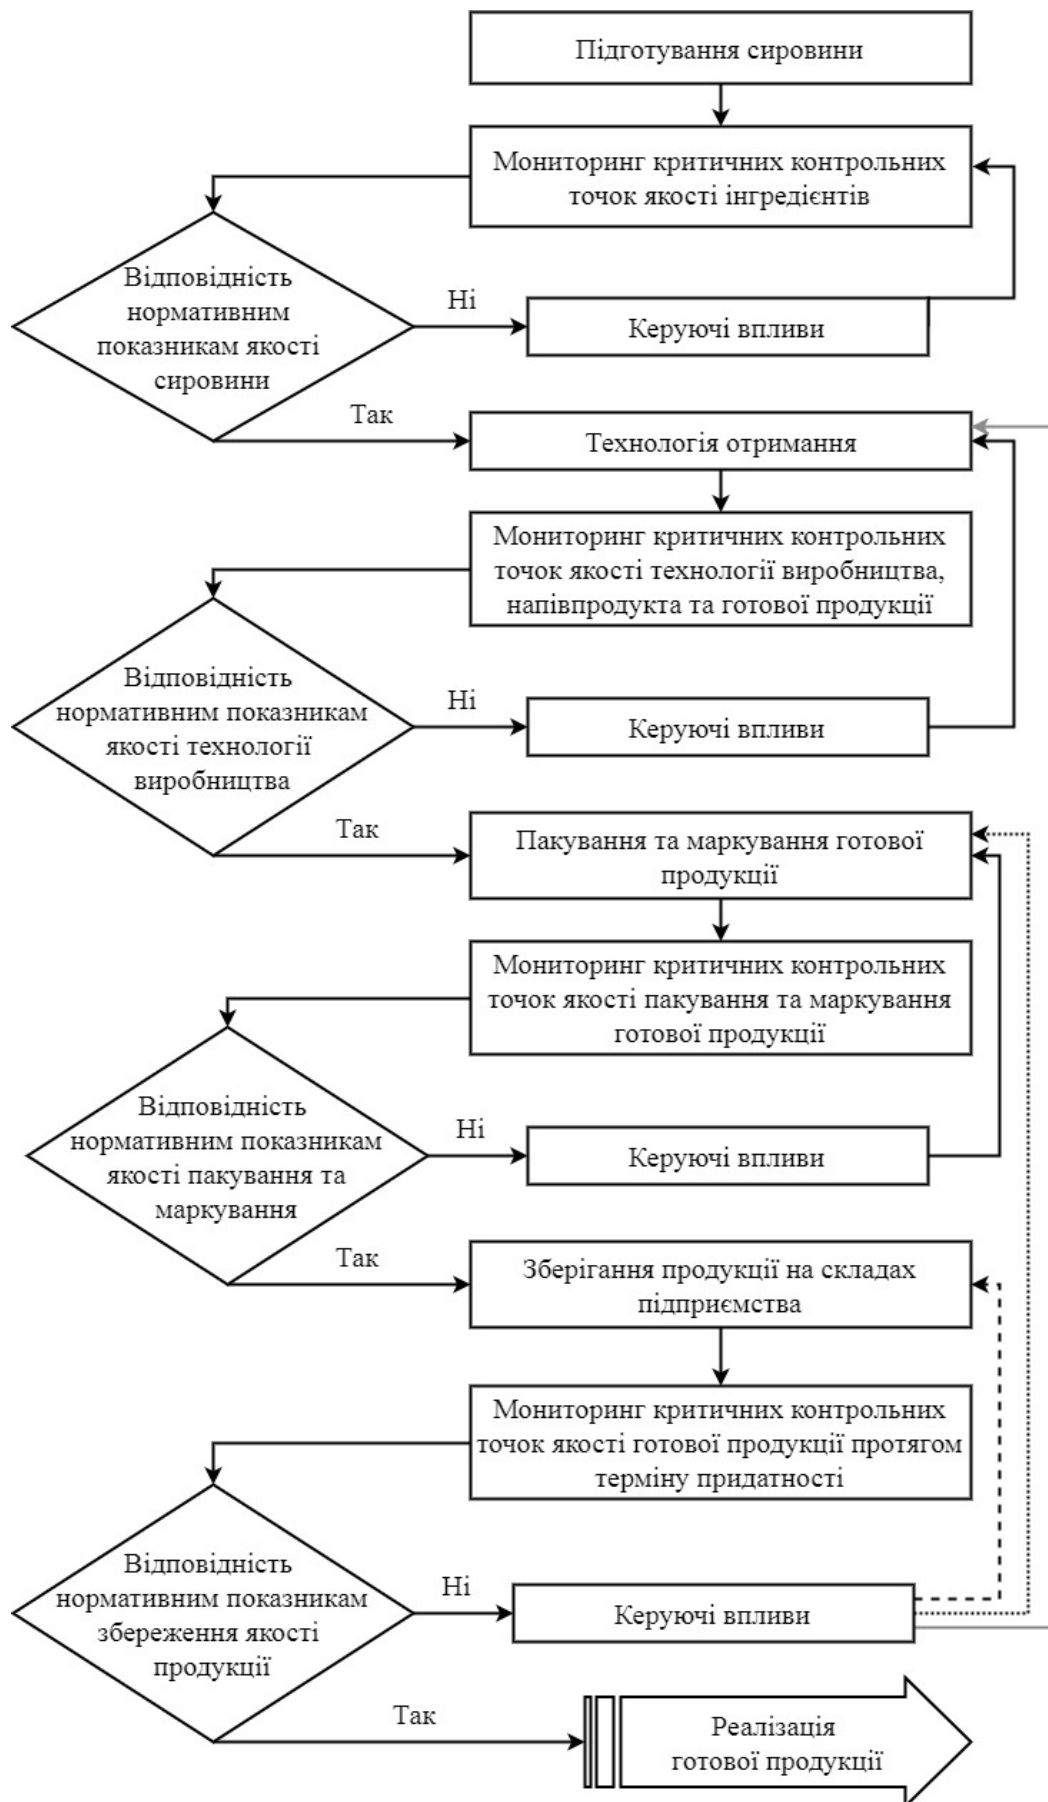 Підготування сировини
Мониторинг критичних контрольних
точок якості інгредієнтів
Відповідність
нормативним
показникам якості
сировини
Ні
Керуючі впливи
Так
Технологія отримання
Мониторинг критичних контрольних
точок якості технології виробництва,
напівпродукта та готової продукції
Відповідність
нормативним показникам
якості технології
виробництва
Ні
Керуючі впливи
Так
Пакування та маркування готової
продукції
Мониторинг критичних контрольних
точок якості пакування та маркування
готової продукції
Відповідність
нормативним показникам
якості пакування та
маркування
Ні
Керуючі впливи
Так
Зберігання продукції на складах
підприємства
Мониторинг критичних контрольних
точок якості готової продукції протягом
терміну придатності
Відповідність
нормативним показникам
збереження якості
продукції
Ні
Керуючі впливи
Так
Реалізація
готової продукції